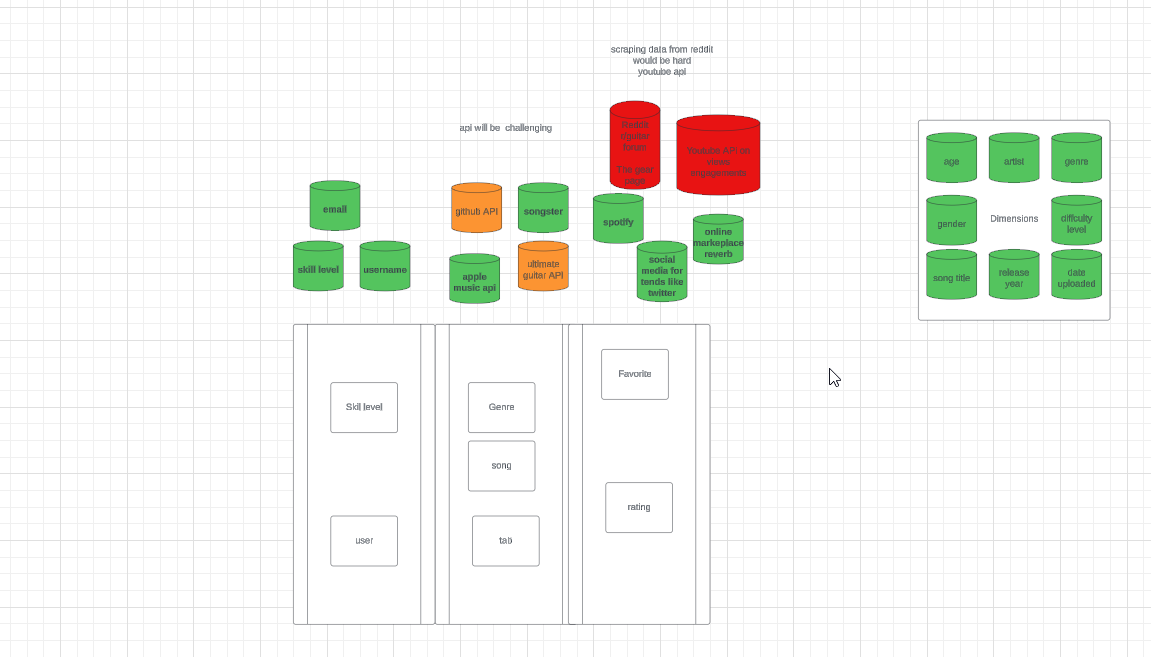 scraping data from reddit
would be hard
youtube api
api will be challenging
Reddit
r/guitar
forum
The gear
page
Youtube API on
views
engagements
email
skill level
username
github API
songster
apple
music api
ultimate
guitar API
spotify
online
markeplace
reverb
social
media for
tends like
twitter
age
artist
genre
gender
Dimensions
diffculty
level
song title
release
year
date
uploaded
Skil level
user
Genre
song
tab
Favorite
rating